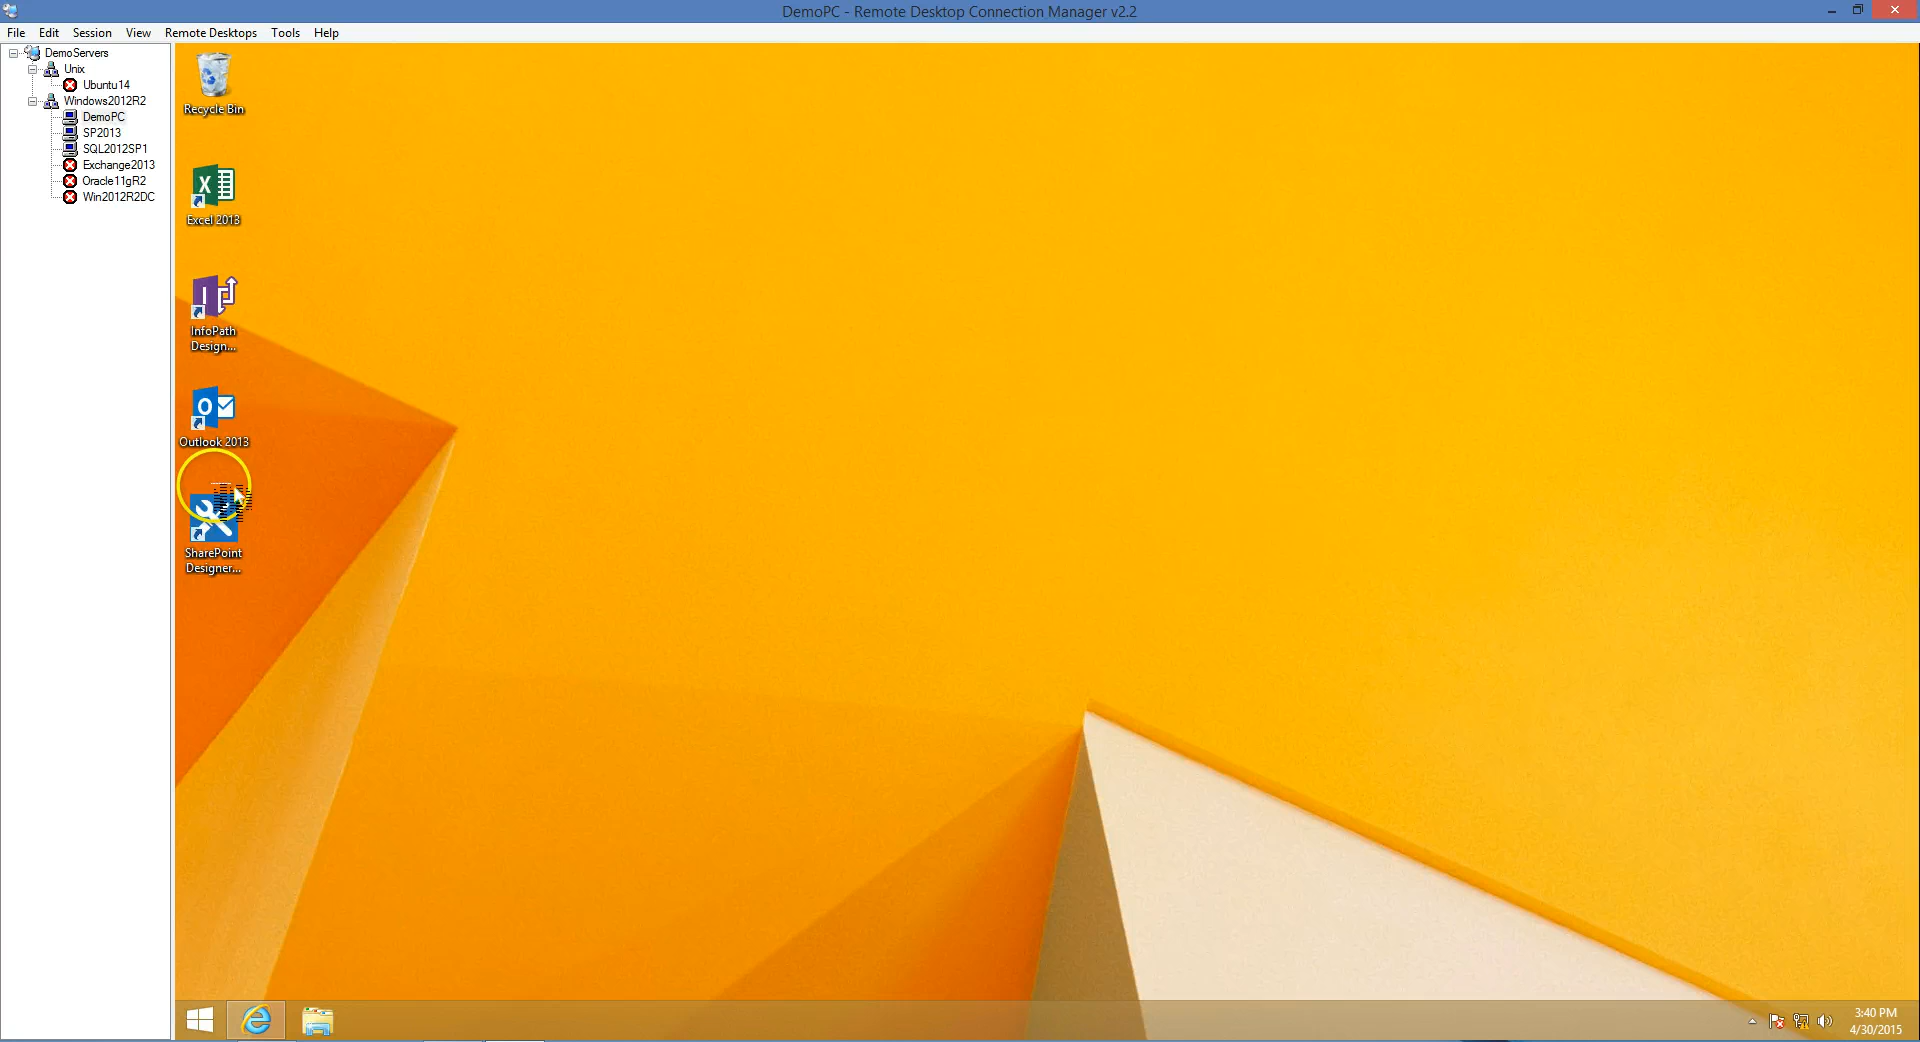 DemoPC - Remote Desktop Connection Manager v2.2
File Edit Session View Remote Desktops Tools Help
DemoServers
Unix
Ubuntu14
Windows2012R2
DemoPC
SP2013
SQL2012SP1
Exchange2013
Oracle11gR2
Win2012R2DC
Recycle Bin
Excel 2013
InfoPath
Design...
Outlook 2013
SharePoint
Designer...
3:40 PM
4/30/2015